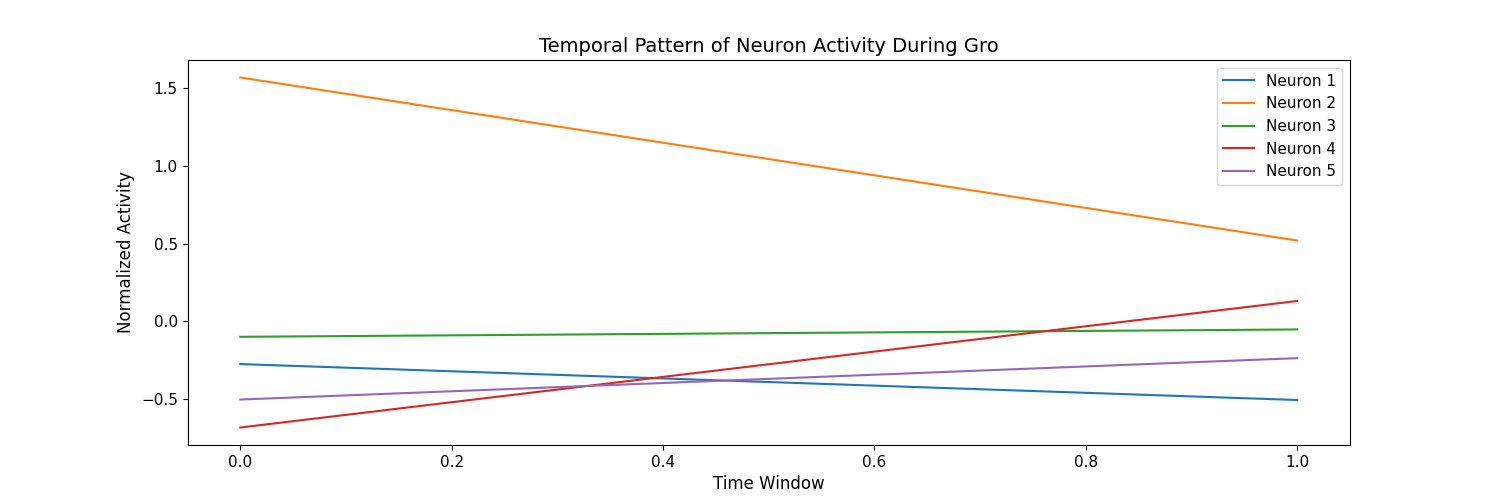 Temporal Pattern of Neuron Activity During Gro
Normalized Activity
1.5
1.0
0.5
0.0
−0.5
Neuron 1
Neuron 2
Neuron 3
Neuron 4
Neuron 5
0.0 0.2 0.4 0.6 0.8 1.0
Time Window